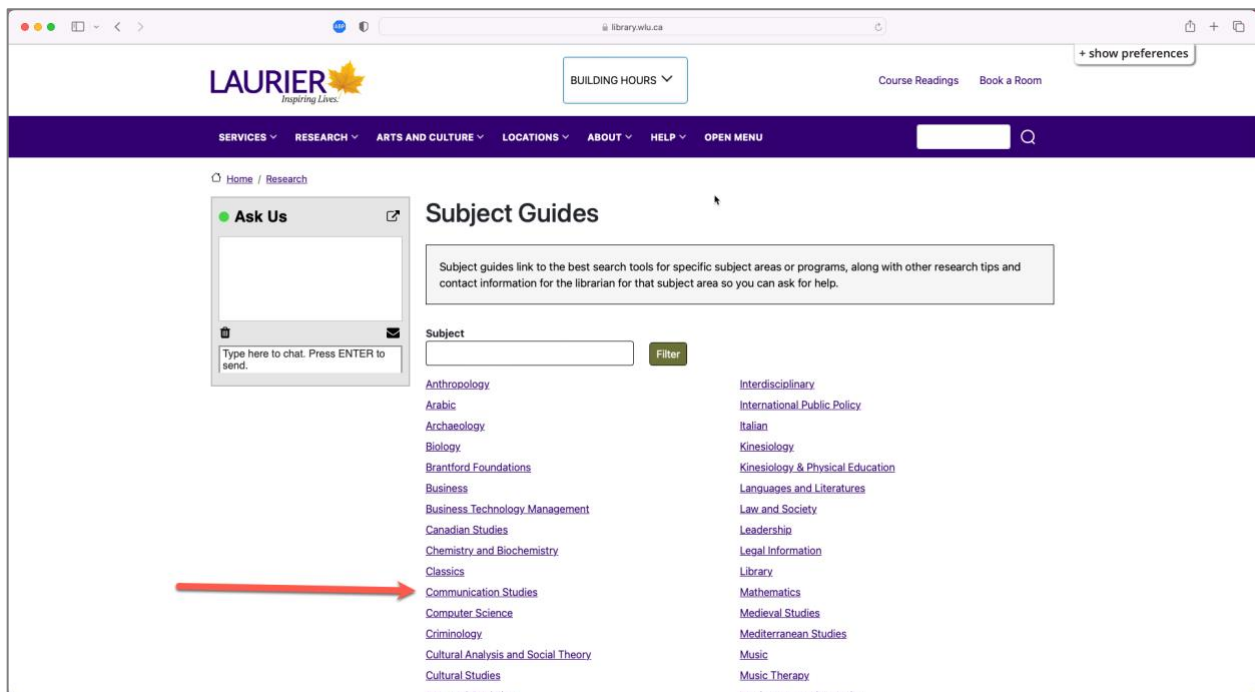 ABP
library.wlu.ca
+ show preferences
LAURIER
Inspiring Lives.
BUILDING HOURS
Course Readings
Book a Room
SERVICES
RESEARCH
ARTS AND CULTURE
LOCATIONS
ABOUT
HELP
OPEN MENU
Home / Research
Ask Us
Type here to chat. Press ENTER to
send.
Subject Guides
Subject guides link to the best search tools for specific subject areas or programs, along with other research tips and
contact information for the librarian for that subject area so you can ask for help.
Subject
Filter
Anthropology
Arabic
Archaeology
Biology
Brantford Foundations
Business
Business Technology Management
Canadian Studies
Chemistry and Biochemistry
Classics
Communication Studies
Computer Science
Criminology
Cultural Analysis and Social Theory
Cultural Studies
Interdisciplinary
International Public Policy
Italian
Kinesiology
Kinesiology & Physical Education
Languages and Literatures
Law and Society
Leadership
Legal Information
Library
Mathematics
Medieval Studies
Mediterranean Studies
Music
Music Therapy